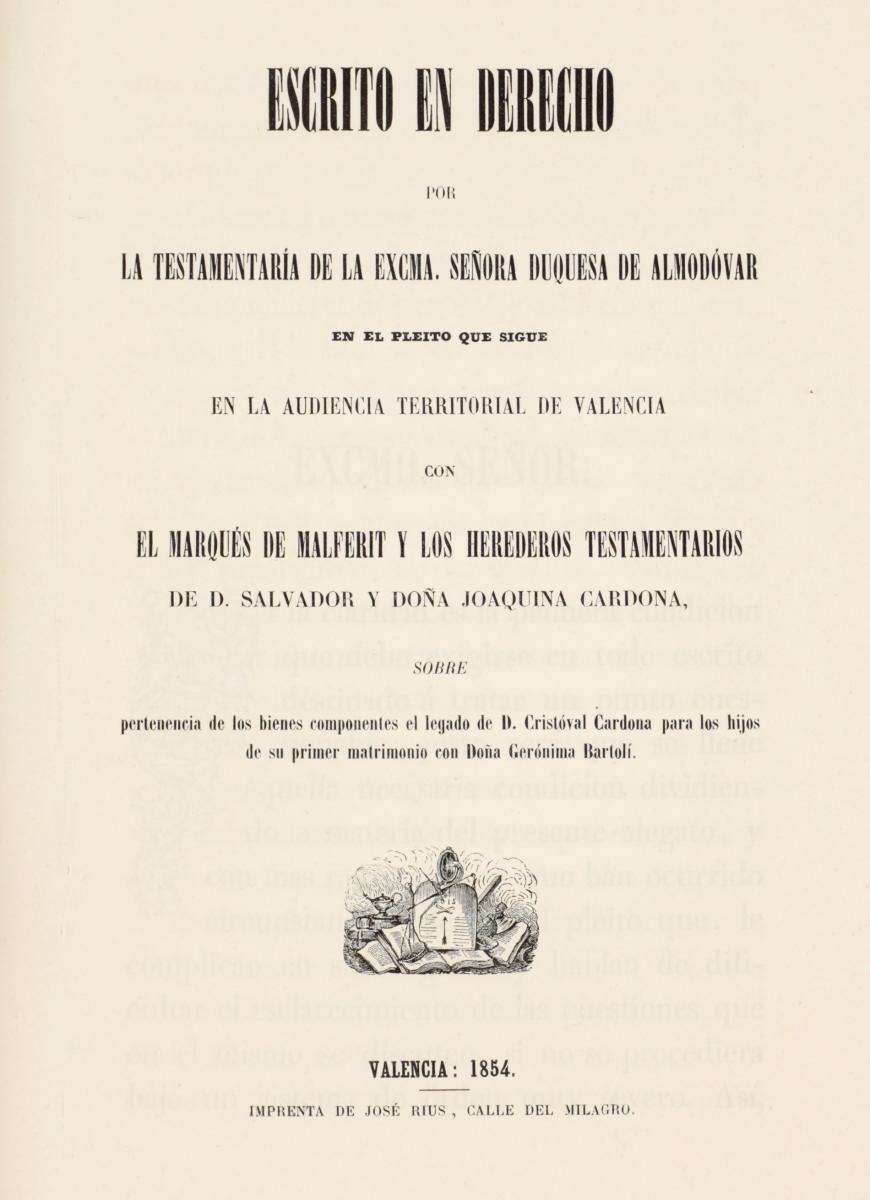 ESCRITO EN DERECHO
POR
LA TESTAMENTARÍA DE LA EXCMA. SEÑORA DUQUESA DE ALMODÓVAR
EN EL PLEITO QUE SIGUE
EN LA AUDIENCIA TERRITORIAL DE VALENCIA
CON
EL MARQUÉS DE MALFERIT Y LOS HEREDEROS TESTAMENTARIOS
DE D. SALVADOR Y DOÑA JOAQUINA CARDONA,
SOBRE
pertenencia de los bienes componentes el legado de D. Cristóval Cardona para los hijos
de su primer matrimonio con Doña Gerónima Bartolí.
VALENCIA: 1854.
IMPRENTA DE JOSÉ RIUS, CALLE DEL MILAGRO.